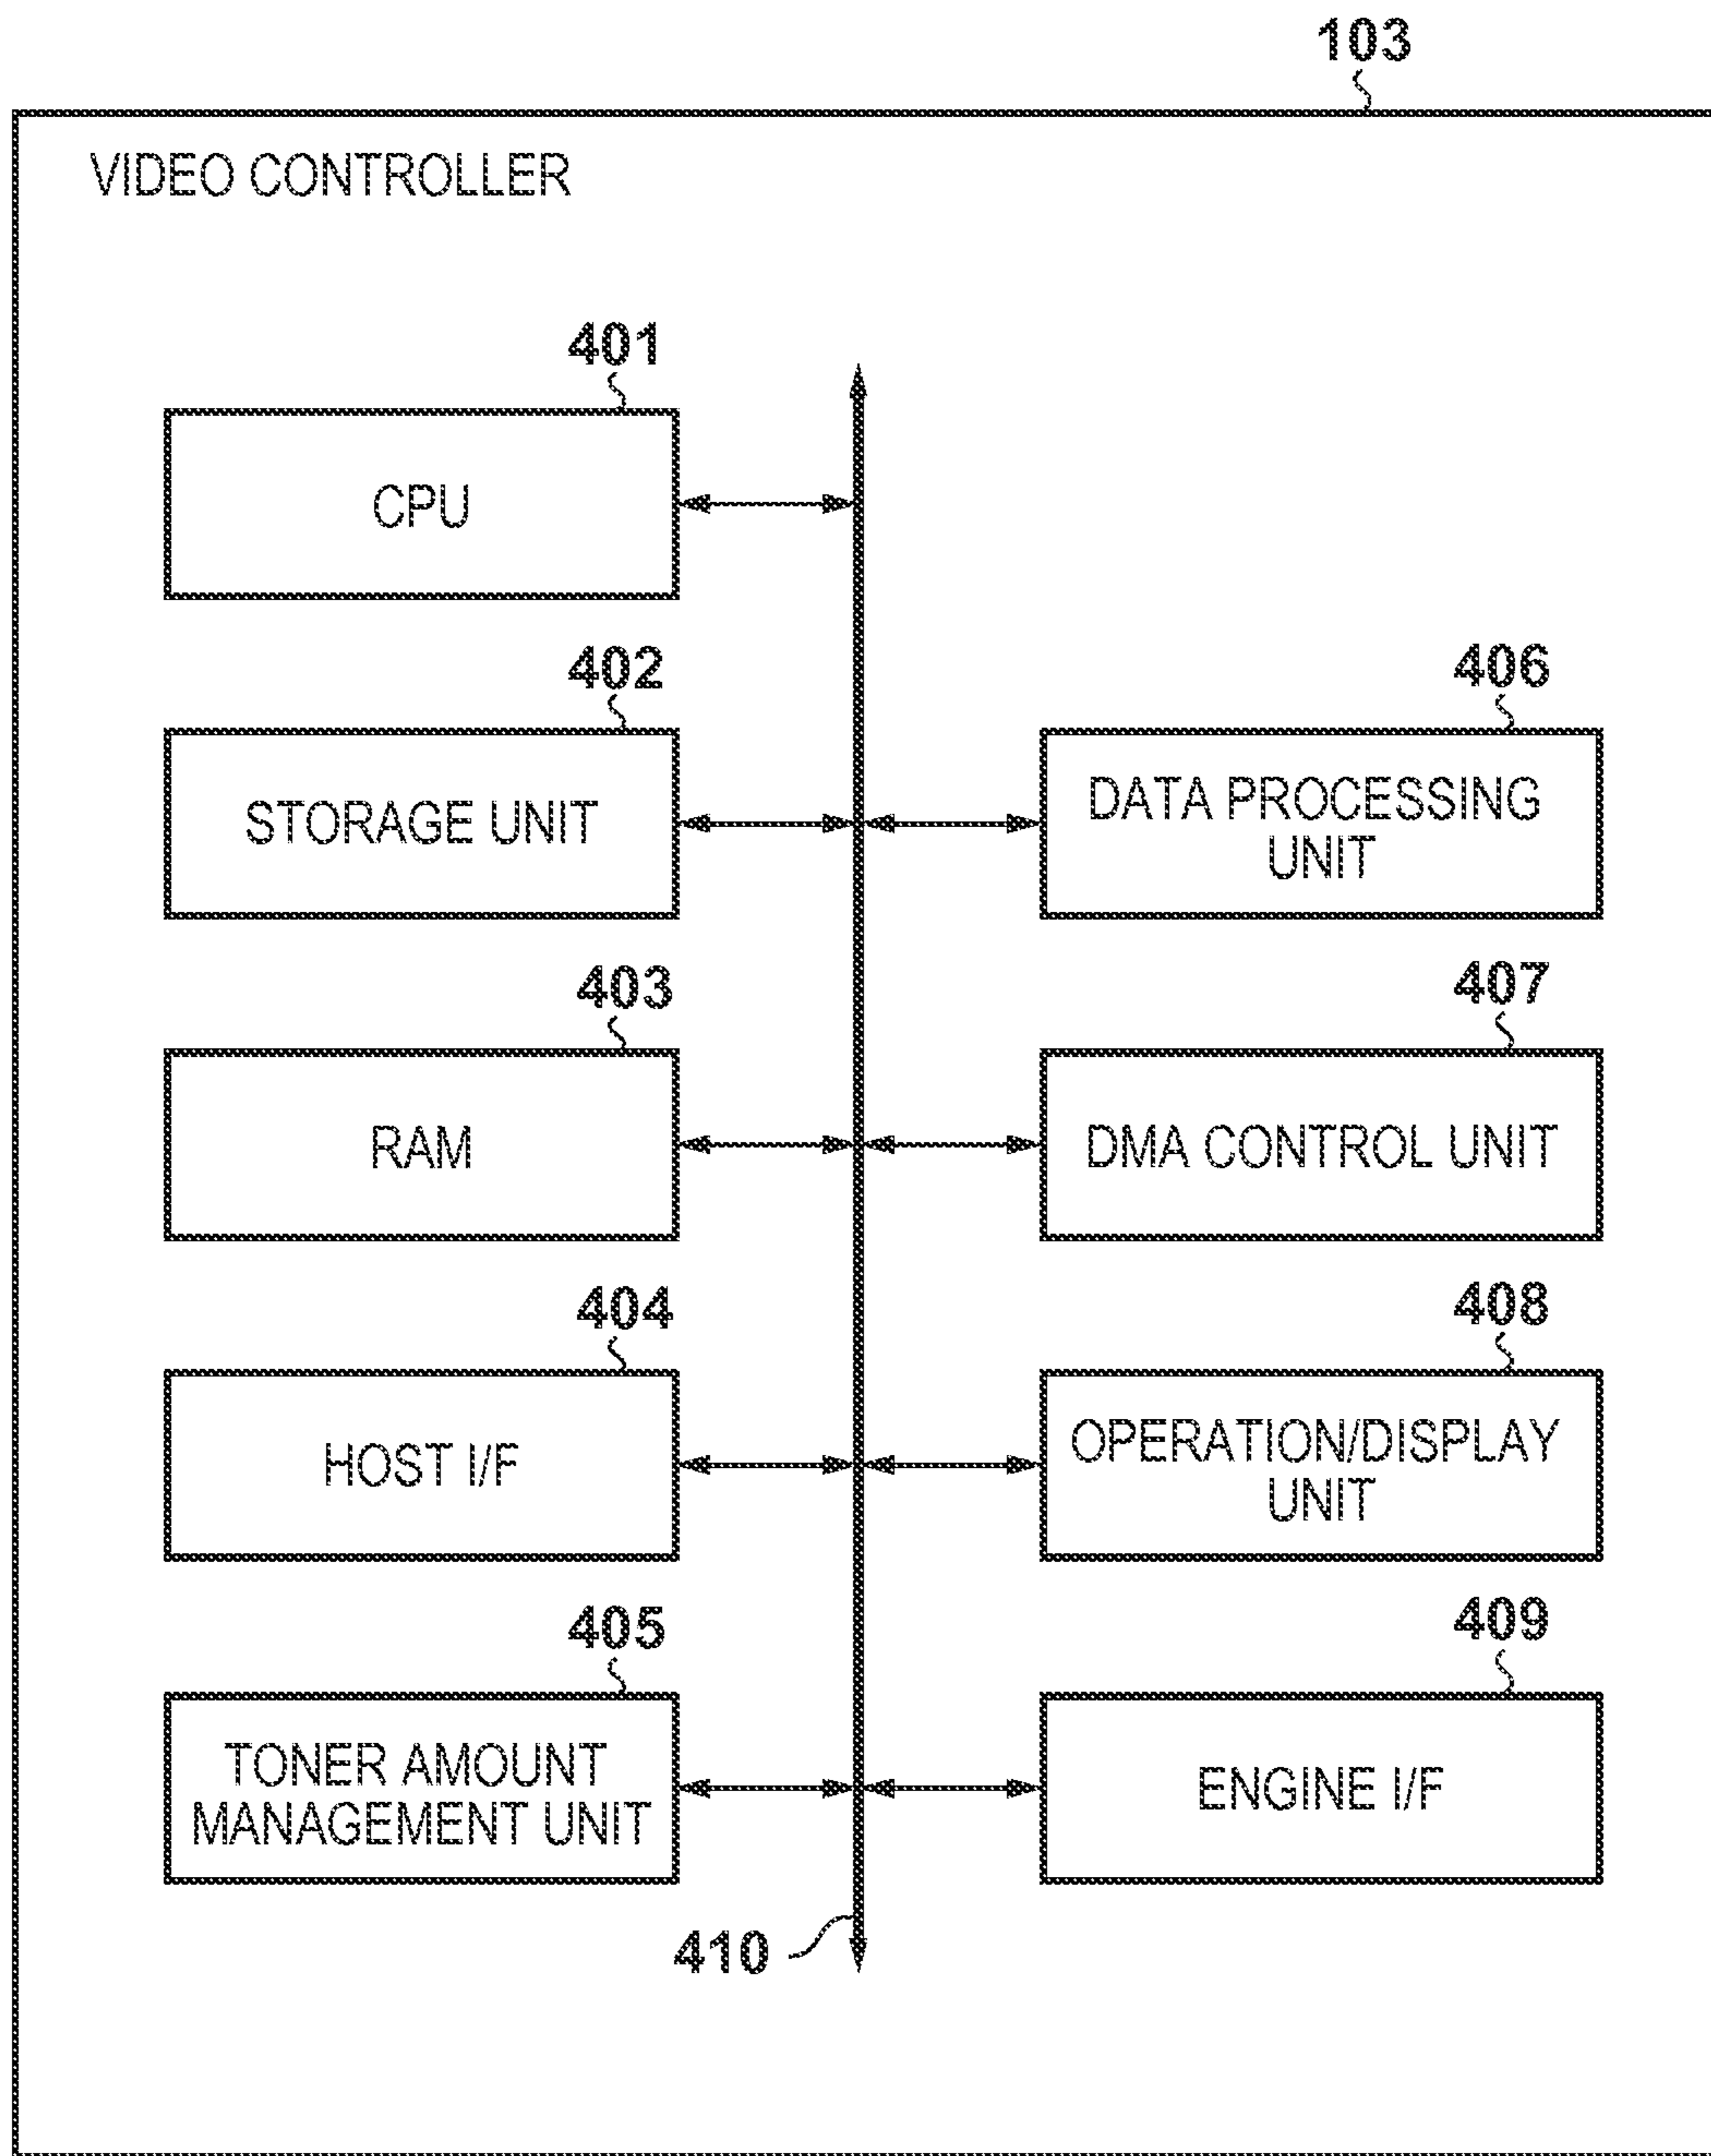 103
VIDEO CONTROLLER
401
CPU
402
STORAGE UNIT
406
DATA PROCESSING
UNIT
403
RAM
407
DMA CONTROL UNIT
404
HOST I/F
408
OPERATION/DISPLAY
UNIT
405
TONER AMOUNT
MANAGEMENT UNIT
409
ENGINE I/F
410